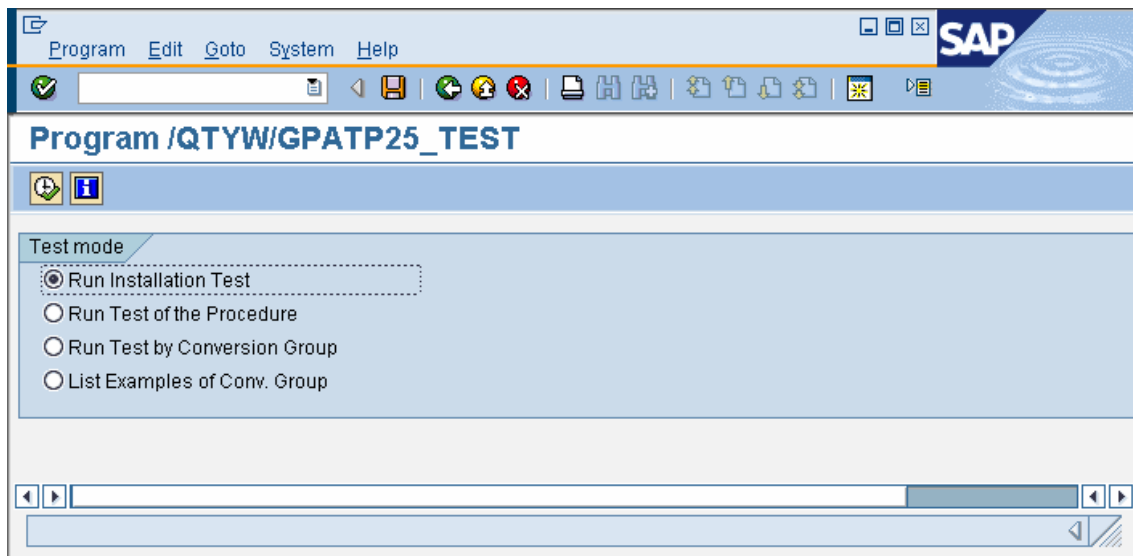 Program Edit Goto System Help
SAP
Program /QTYW/GPATP25_TEST
Test mode
Run Installation Test
Run Test of the Procedure
Run Test by Conversion Group
List Examples of Conv. Group